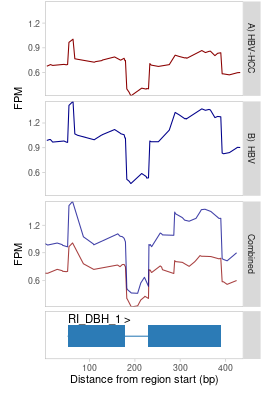 1.2
0.9
0.6
A) HBV-HCC
FPM
1.2
0.9
0.6
B) HBV
1.2
0.9
0.6
Combined
FPM
RI_DBH_1 >
100 200 300 400
Distance from region start (bp)